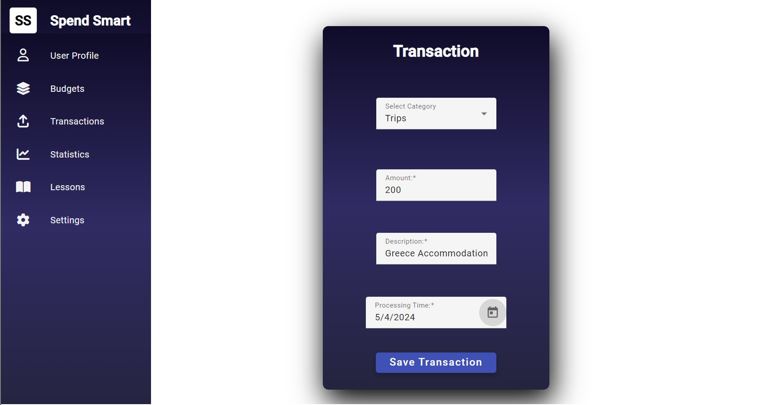 SS Spend Smart
User Profile
Budgets
Transactions
Statistics
Lessons
Settings
Transaction
Select Category
Trips
Amount:*
200
Description:*
Greece Accommodation
Processing Time:*
5/4/2024
Save Transaction